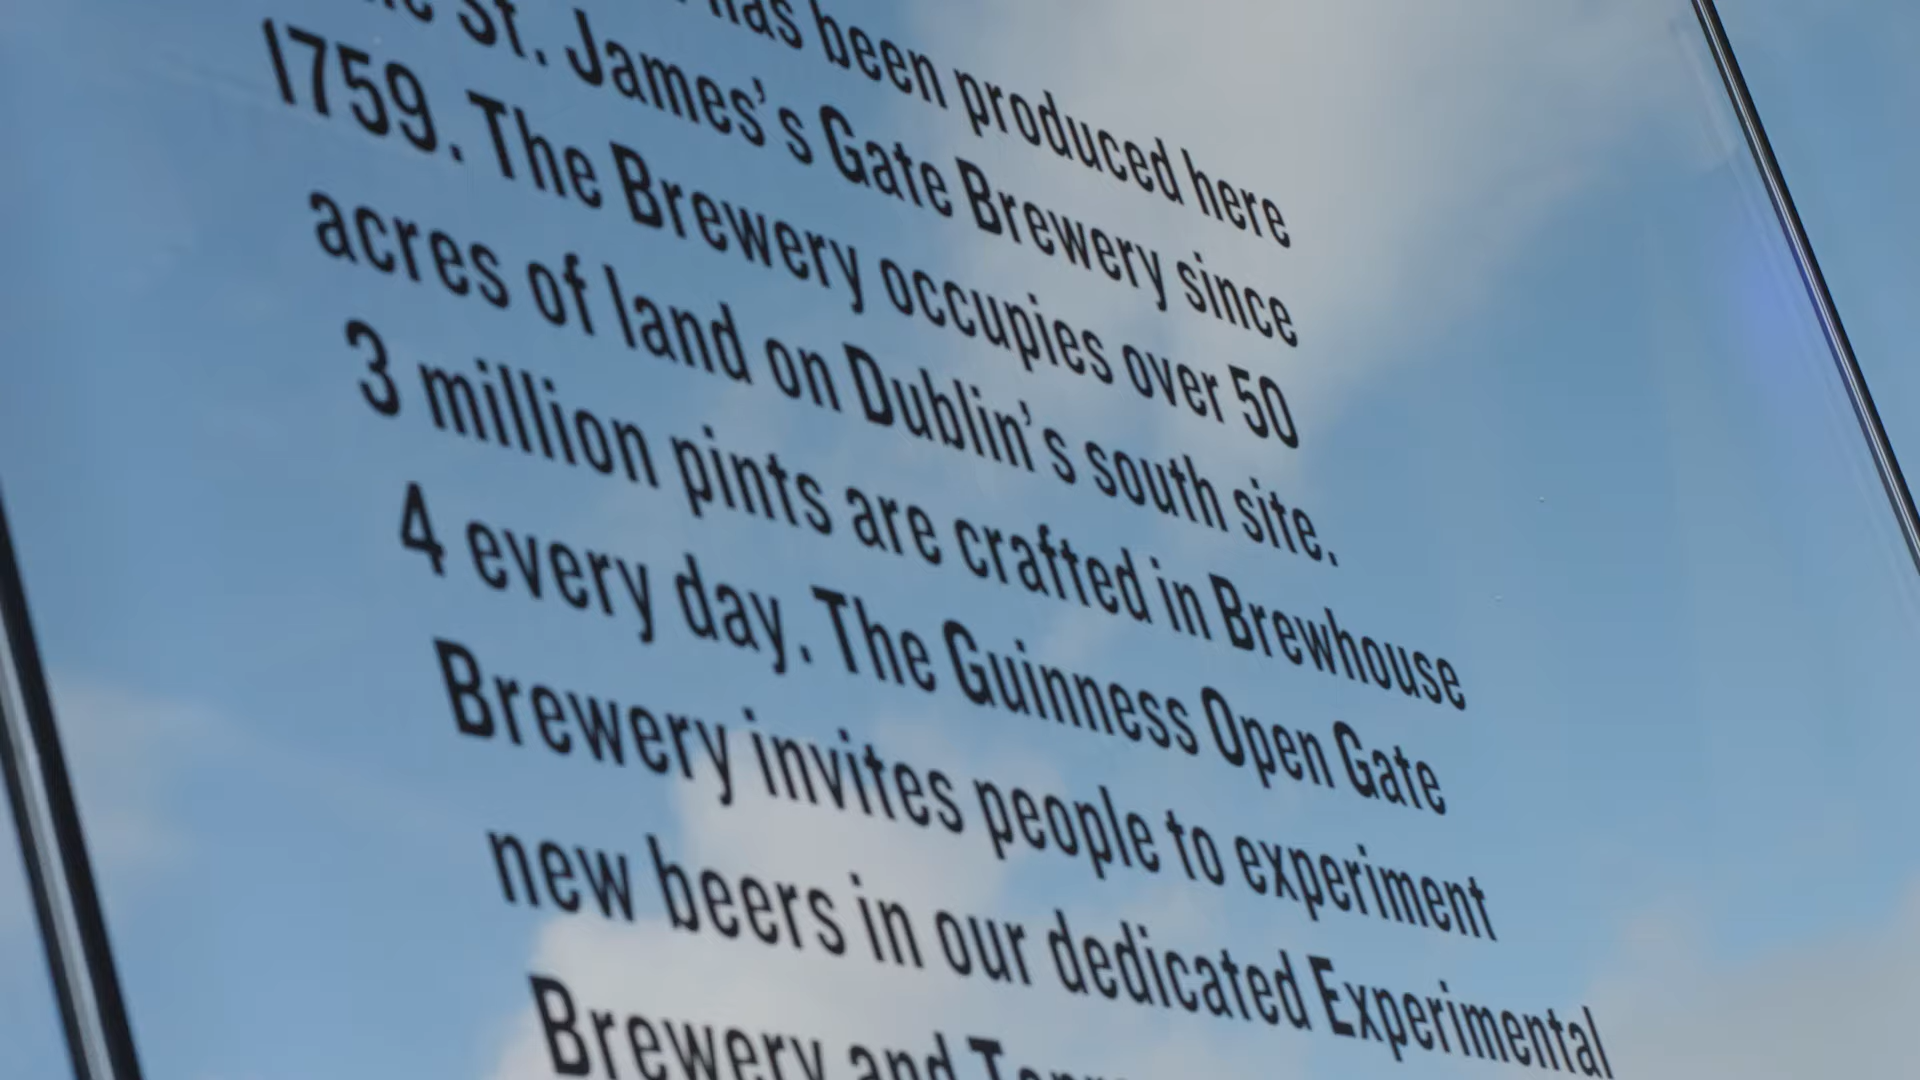 has been produced here
St. James's Gate Brewery since
1759. The Brewery occupies over 50
acres of land on Dublin's south site.
3 million pints are crafted in Brewhouse
4 every day. The Guinness Open Gate
Brewery invites people to experiment
new beers in our dedicated Experimental
Brewery and